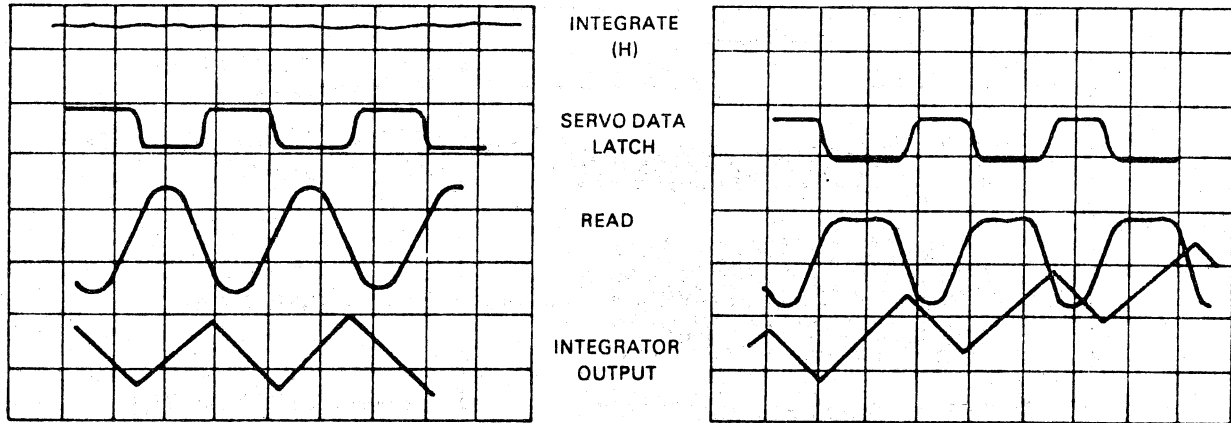 INTEGRATE
(H)
SERVO DATA
LATCH
READ
INTEGRATOR
OUTPUT